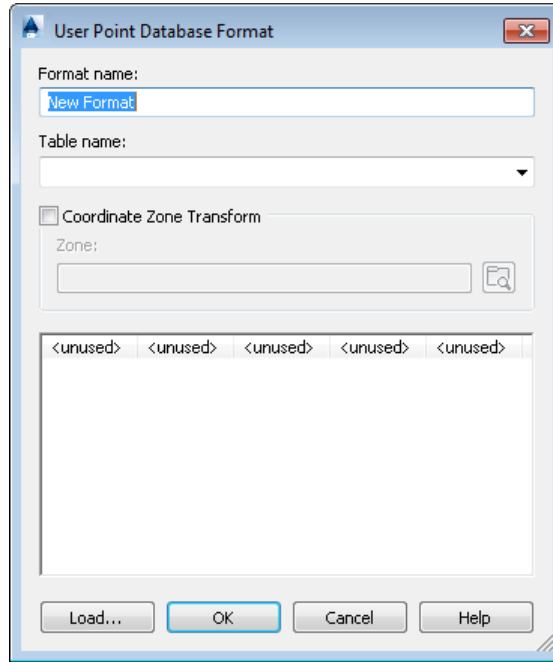 User Point Database Format
Format name:
New Format
Table name:
Coordinate Zone Transform
Zone:
<unused> <unused> <unused> <unused> <unused>
Load... OK Cancel Help